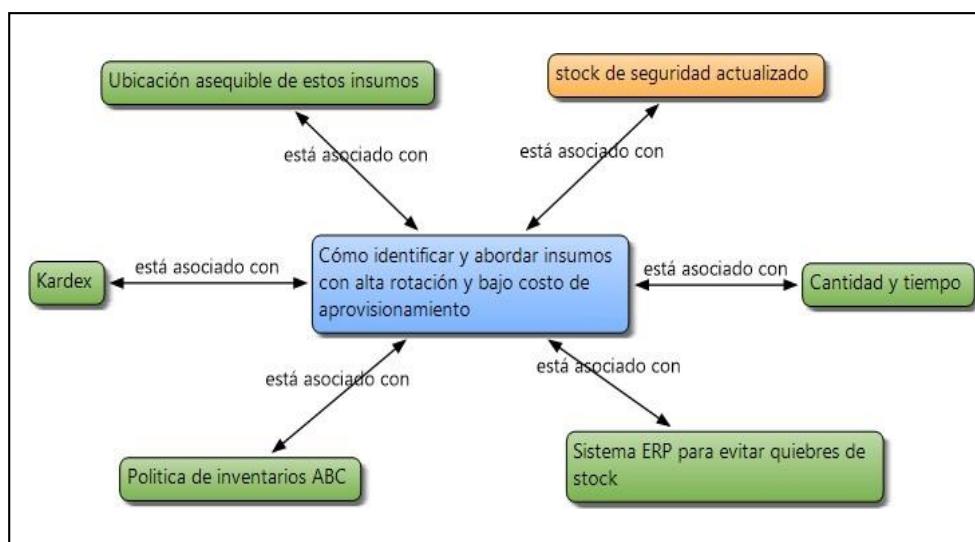 Ubicación asequible de estos insumos
stock de seguridad actualizado
está asociado con
está asociado con
Kardex
está asociado con
Cómo identificar y abordar insumos
con alta rotación y bajo costo de
aprovisionamiento
está asociado con
Cantidad y tiempo
está asociado con
está asociado con
Politica de inventarios ABC
Sistema ERP para evitar quiebres de
stock